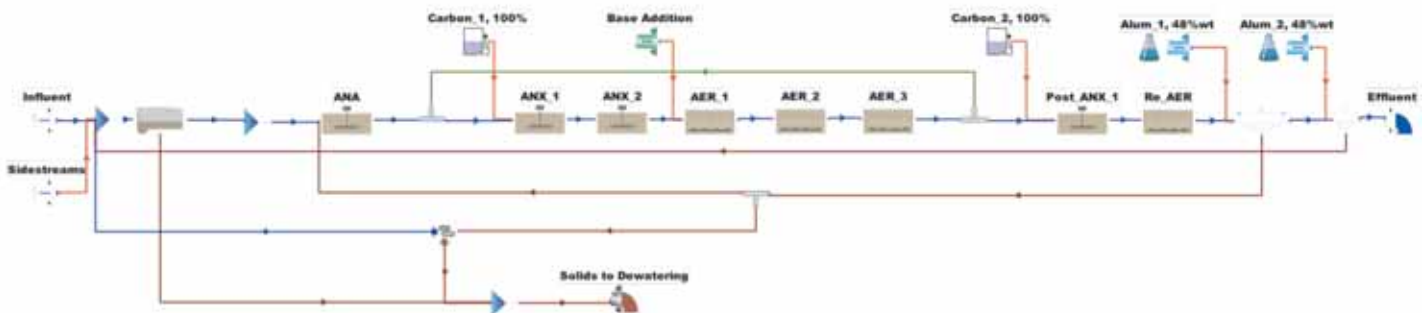 Carbon_1, 100%
Base Addition
Carbon_2, 100%
Alum_1, 48%wt
Alum_2, 48%wt
Influent
ANA
ANX_1
ANX_2
AER_1
AER_2
AER_3
Post_ANX_1
Re_AER
Effluent
Sidestreams
Solids to Dewatering